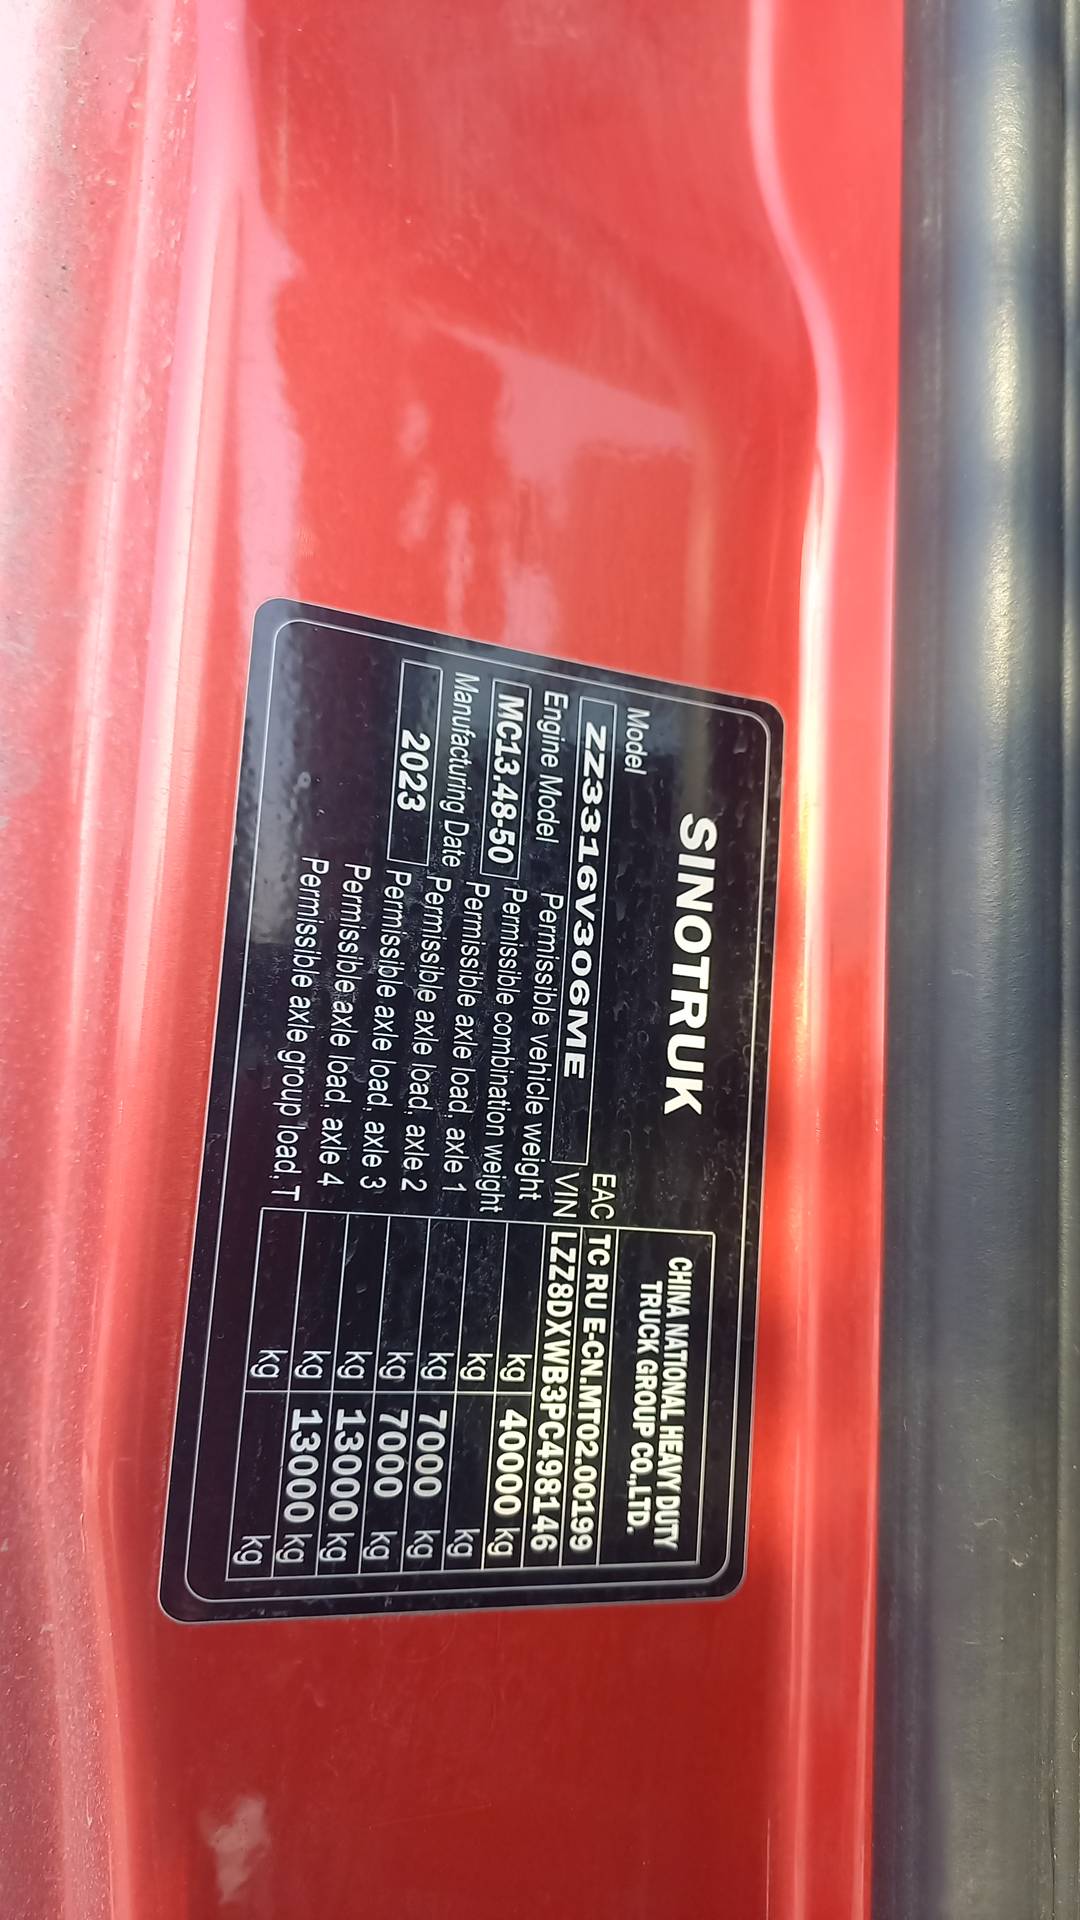 SINOTRUK
CHINA NATIONAL HEAVY DUTY
TRUCK GROUP CO.,LTD.
Model
ZZ3316V306ME
EAC TC RU E-CN.MT02.00199
VIN LZZ8DXWB3PC498146
Engine Model
MC13.48-50
Manufacturing Date
2023
Permissible vehicle weight kg 40000 kg
Permissible combination weight kg kg
Permissible axle load, axle 1 kg 7000 kg
Permissible axle load, axle 2 kg 7000 kg
Permissible axle load, axle 3 kg 13000 kg
Permissible axle load, axle 4 kg 13000 kg
Permissible axle group load, T kg kg